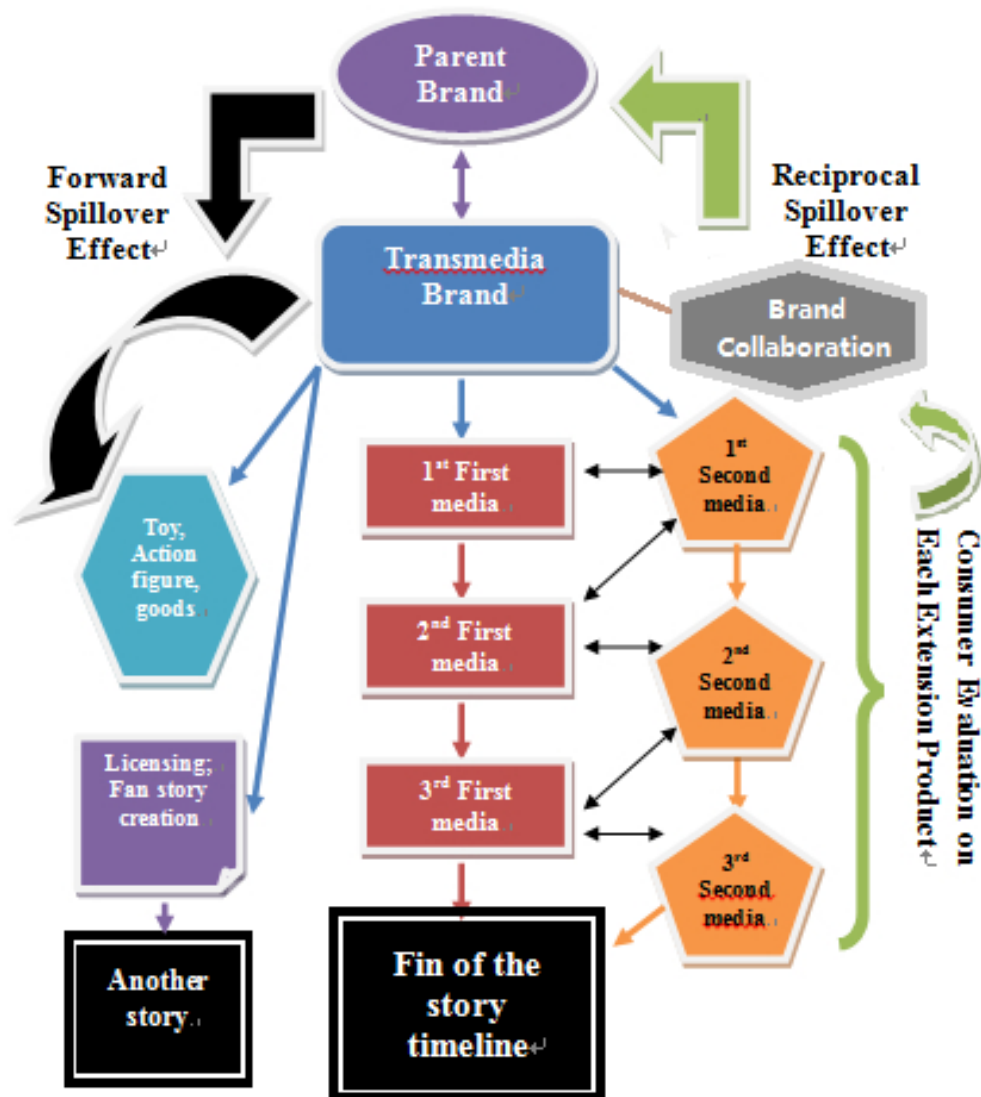 Parent
Brand
Forward
Spillover
Effect
Reciprocal
Spillover
Effect
Transmedia
Brand
Brand
Collaboration
1st First
media
1st
Second
media
Toy,
Action
figure,
goods
2nd First
media
2nd
Second
media
Consumer Evaluation on
Each Extension Product
Licensing;
Fan story
creation
3rd First
media
3rd
Second
media
Another
story
Fin of the
story
timeline